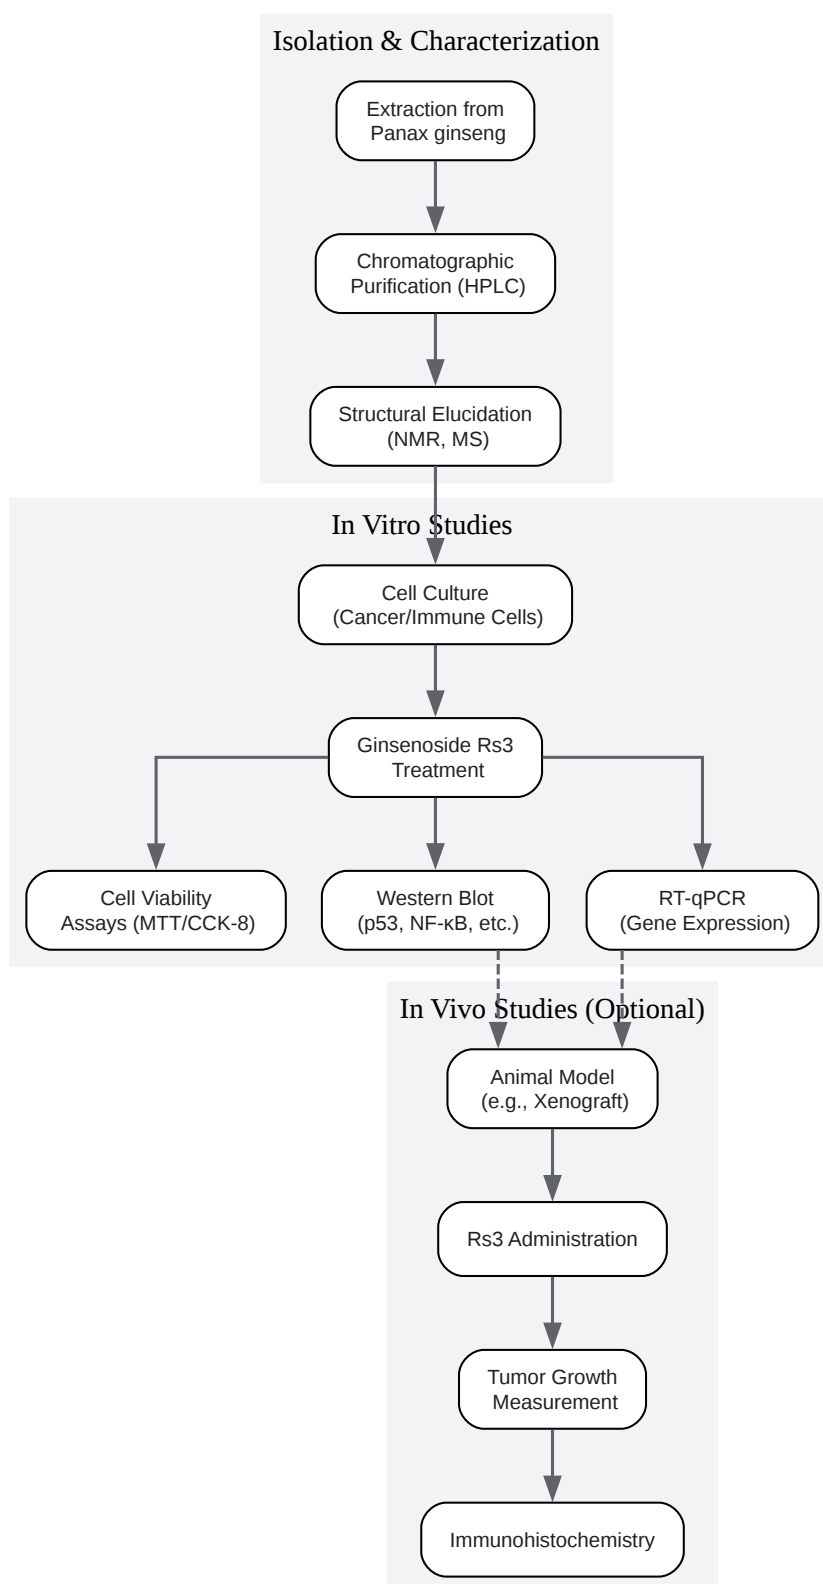 Isolation & Characterization
Extraction from
Panax ginseng
Chromatographic
Purification (HPLC)
Structural Elucidation
(NMR, MS)
In Vitro Studies
Cell Culture
(Cancer/Immune Cells)
Ginsenoside Rs3
Treatment
Cell Viability
Assays (MTT/CCK-8)
Western Blot
(p53, NF-κB, etc.)
RT-qPCR
(Gene Expression)
In Vivo Studies (Optional)
Animal Model
(e.g., Xenograft)
Rs3 Administration
Tumor Growth
Measurement
Immunohistochemistry